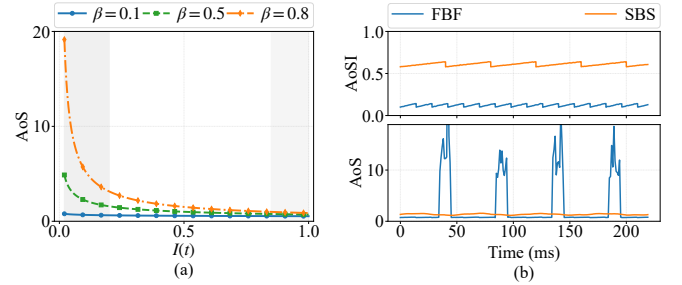 β = 0.1 β = 0.5 β = 0.8
20
10
0
AoS
0.0 0.5 1.0
I(t)
(a)
FBF SBS
1.0
0.5
0.0
AoSI
10
AoS
0 50 100 150 200
Time (ms)
(b)